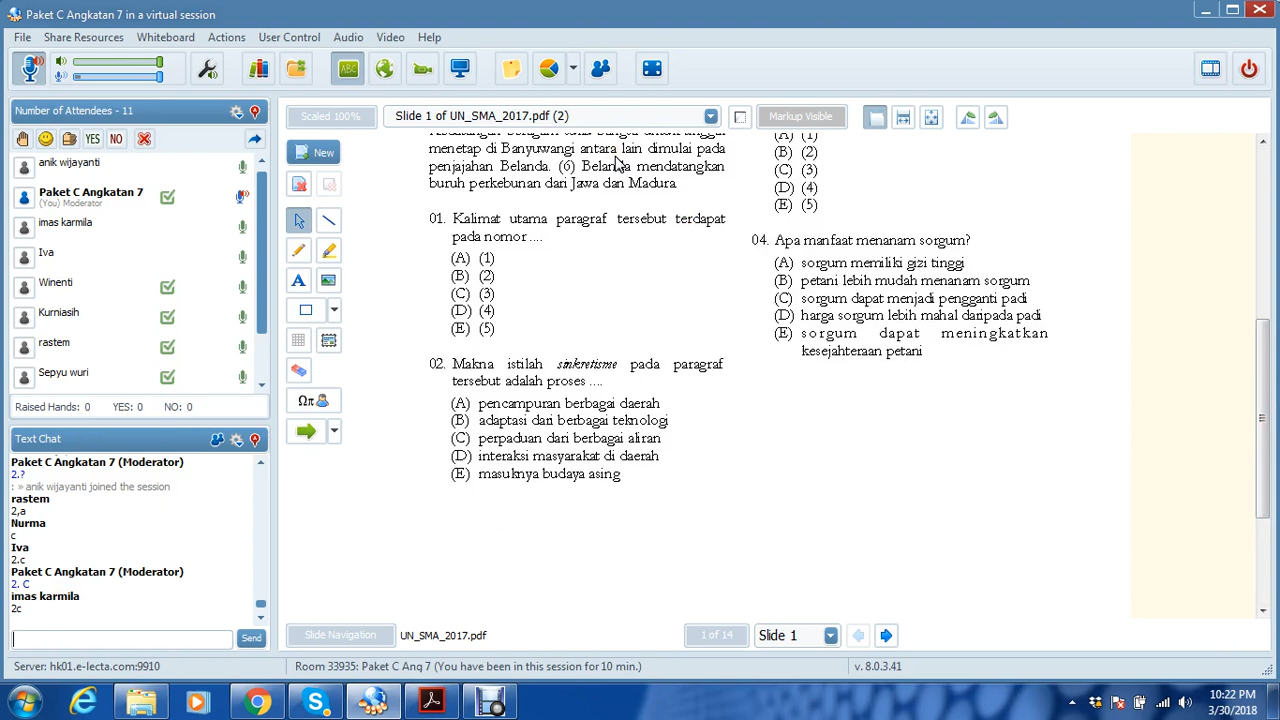 Paket C Angkatan 7 in a virtual session
File Share Resources Whiteboard Actions User Control Audio Video Help
ABC
Number of Attendees - 11
YES NO
anik wijayanti
Paket C Angkatan 7
(You) Moderator
imas karmila
Iva
Winenti
Kurniasih
rastem
Sepyu wuri
Raised Hands: 0 YES: 0 NO: 0
Text Chat
Paket C Angkatan 7 (Moderator)
2.?
: » anik wijayanti joined the session
rastem
2,a
Nurma
c
Iva
2.c
Paket C Angkatan 7 (Moderator)
2. C
imas karmila
2c
Send
Scaled 100%
Slide 1 of UN_SMA_2017.pdf (2)
Markup Visible
New
A
Ωπ
menetap di Banyuwangi antara lain dimulai pada
penjajahan Belanda. (6) Belanda mendatangkan
buruh perkebunan dari Jawa dan Madura
01. Kalimat utama paragraf tersebut terdapat
pada nomor ....
(A) (1)
(B) (2)
(C) (3)
(D) (4)
(E) (5)
02. Makna istilah sinkretisme pada paragraf
tersebut adalah proses ....
(A) pencampuran berbagai daerah
(B) adaptasi dari berbagai teknologi
(C) perpaduan dari berbagai aliran
(D) interaksi masyarakat di daerah
(E) masuknya budaya asing
(A) (1)
(B) (2)
(C) (3)
(D) (4)
(E) (5)
04. Apa manfaat menanam sorgum?
(A) sorgum memiliki gizi tinggi
(B) petani lebih mudah menanam sorgum
(C) sorgum dapat menjadi pengganti padi
(D) harga sorgum lebih mahal daripada padi
(E) sorgum dapat meningkatkan
kesejahteraan petani
Slide Navigation
UN_SMA_2017.pdf
1 of 14
Slide 1
Server: hk01.e-lecta.com:9910
Room 33935: Paket C Ang 7 (You have been in this session for 10 min.)
v. 8.0.3.41
10:22 PM
3/30/2018